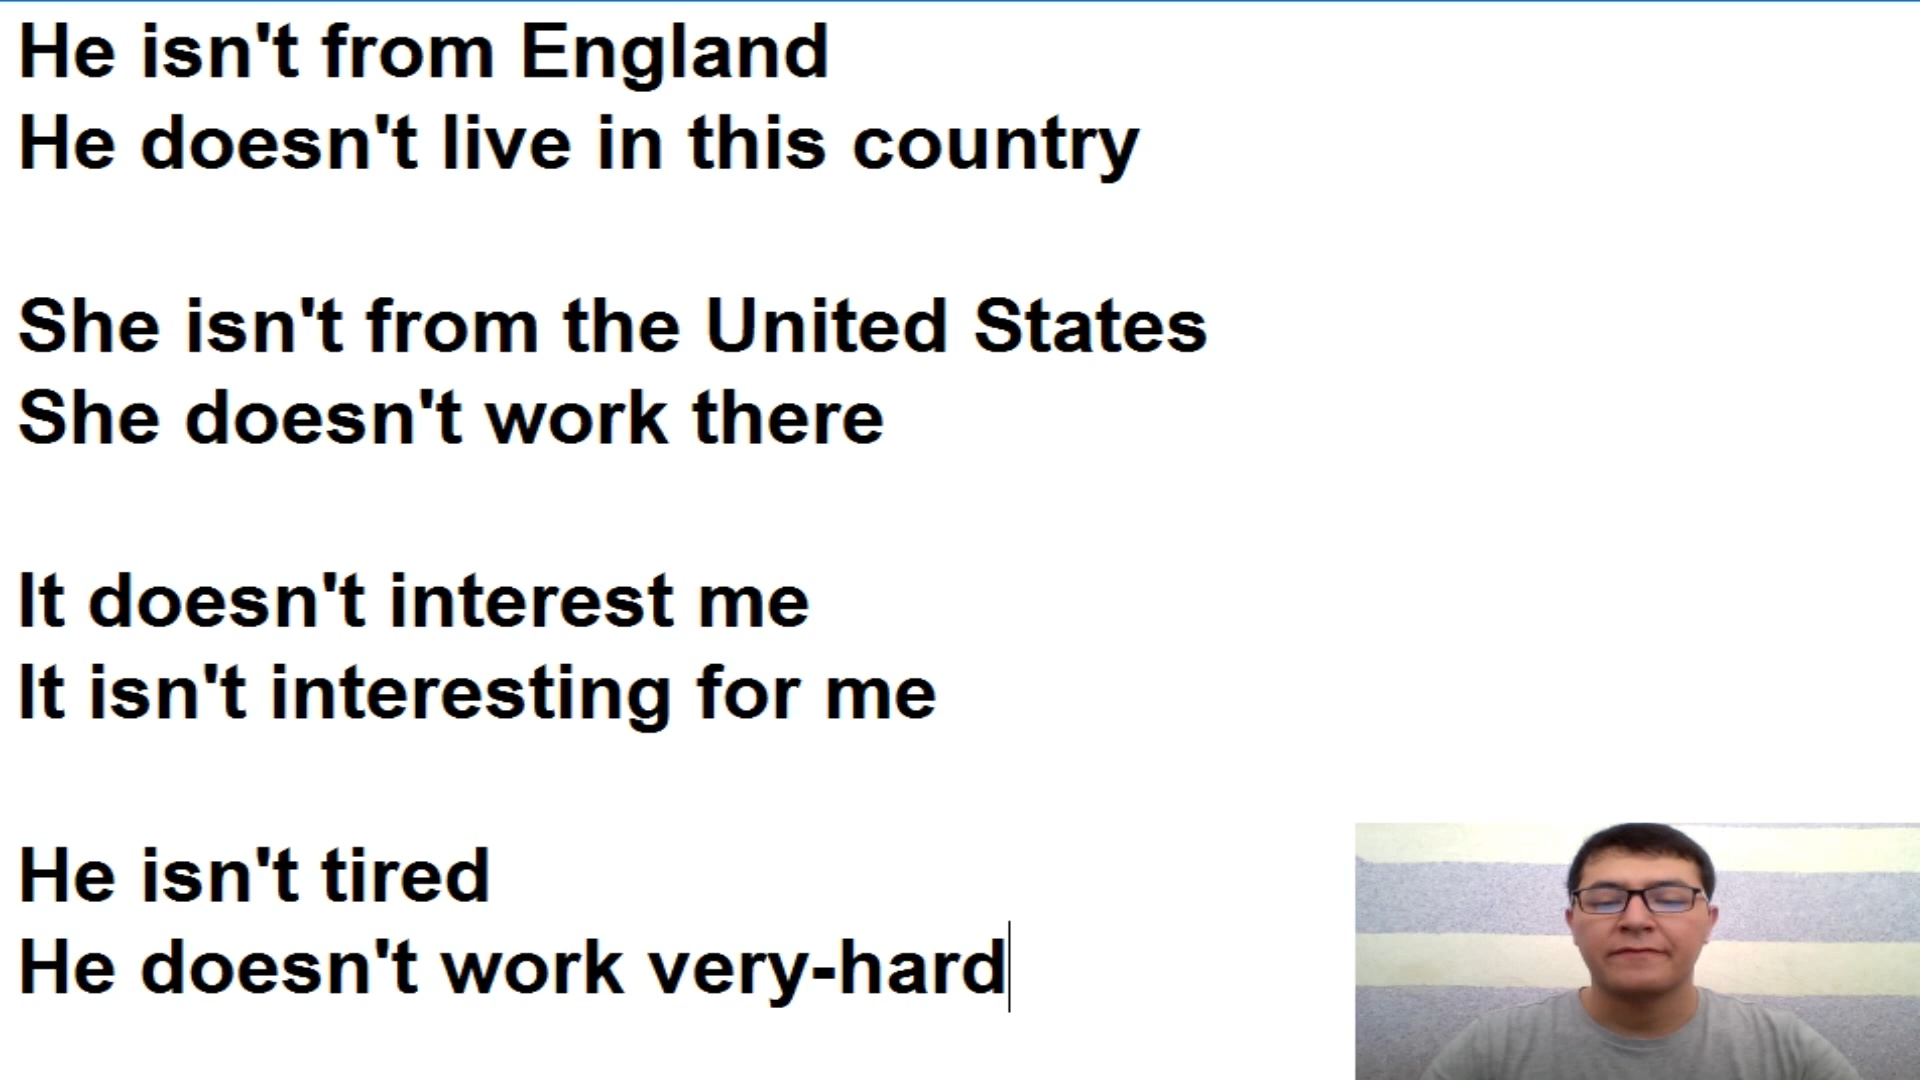 He isn't from England
He doesn't live in this country
She isn't from the United States
She doesn't work there
It doesn't interest me
It isn't interesting for me
He isn't tired
He doesn't work very-hard